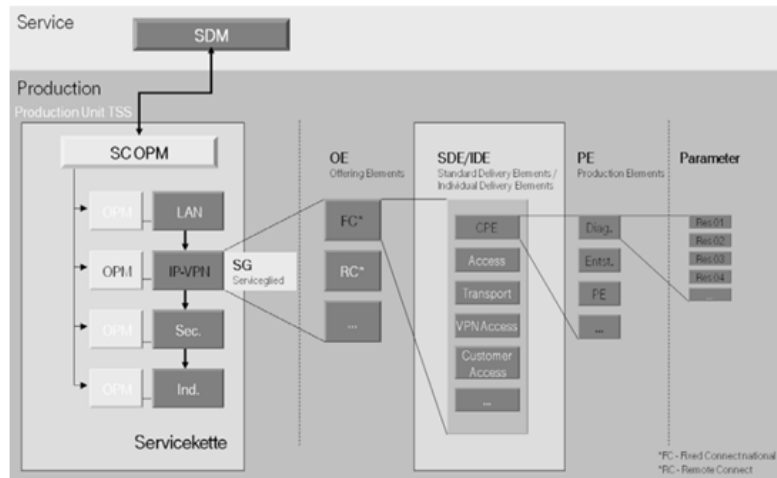 Service
SDM
Production
Production Unit TSS
SC OPM
OE
Offering Elements
SDE/IDE
Standard Delivery Elements /
Individual Delivery Elements
PE
Production Elements
Parameter
OPM
LAN
OPM
IP-VPN
SG
Serviceglied
OPM
Sec.
OPM
Ind.
Servicekette
FC*
RC*
...
CPE
Access
Transport
VPN Access
Customer
Access
...
Diag.
Entst.
PE
...
Res 01
Res 02
Res 03
Res 04
...
*FC - Fixed Connect national
*RC - Remote Connect